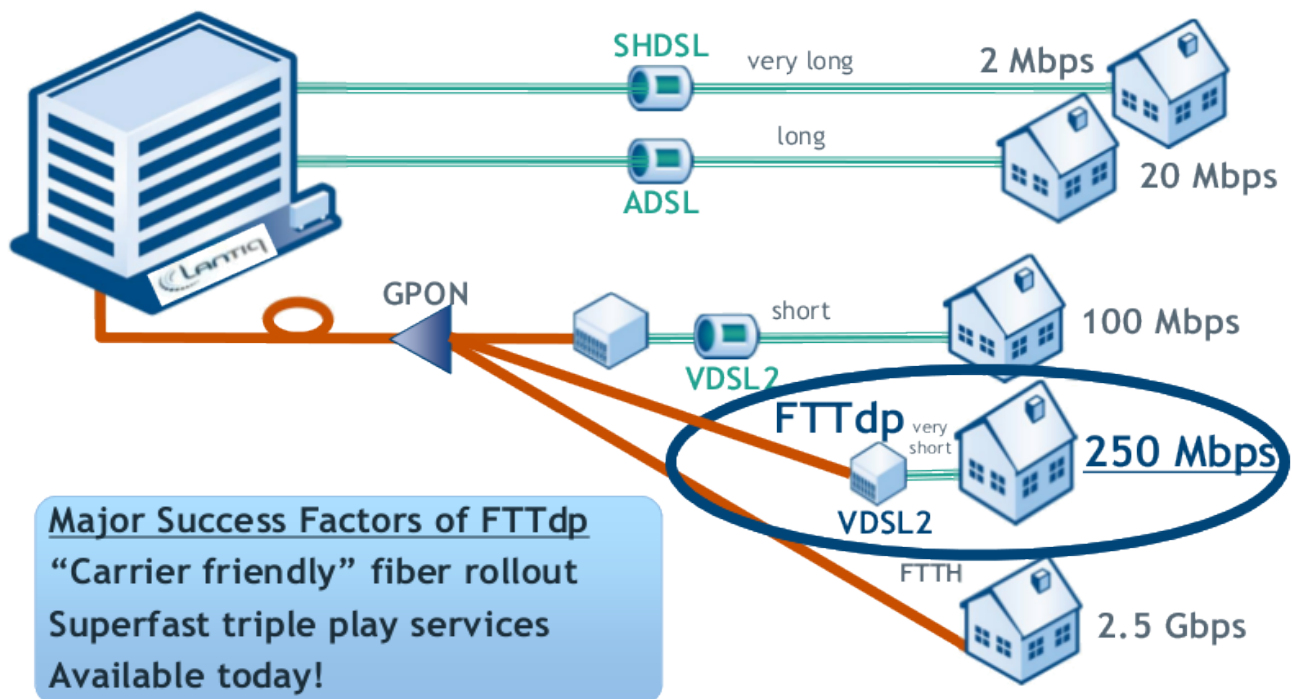 SHDSL
very long
2 Mbps
long
ADSL
20 Mbps
LANTIQ
GPON
short
100 Mbps
VDSL2
FTTdp
very
short
250 Mbps
VDSL2
Major Success Factors of FTTdp
“Carrier friendly” fiber rollout
Superfast triple play services
Available today!
FTTH
2.5 Gbps